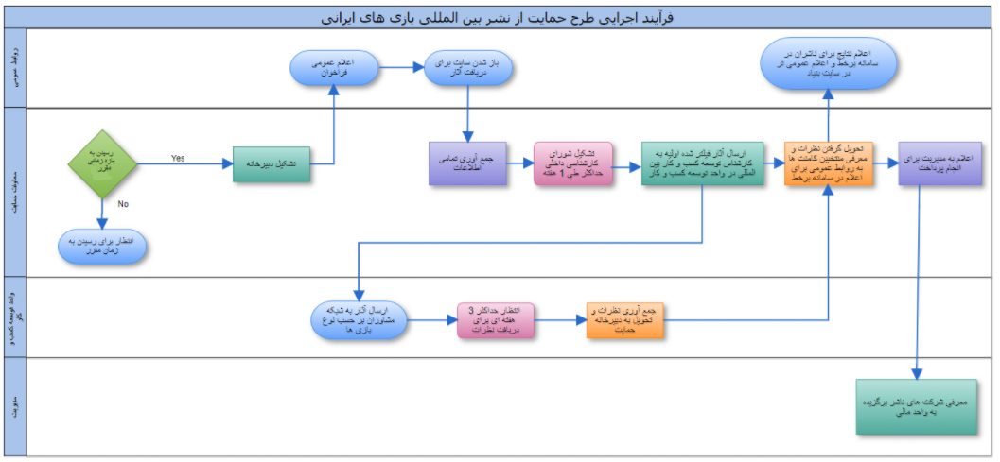 فرآیند اجرایی طرح حمایت از نشر بین المللی بازی های ایرانی
روابط عمومی
اعلام عمومی
فراخوان
باز شدن سایت برای
دریافت آثار
اعلام نتایج برای ناشران در
سامانه برخط و اعلام عمومی تر
در سایت بنیاد
معاونت حمایت
رسیدن به
بازه زمانی
مقرر
Yes
No
انتظار برای رسیدن به
زمان مقرر
تشکیل دبیرخانه
جمع آوری تمامی
اطلاعات
تشکیل شورای
کارشناسی داخلی
حداکثر طی 1 هفته
ارسال آثار فیلتر شده اولیه به
کارشناس توسعه کسب و کار بین
المللی در واحد توسعه کسب و کار
تحویل گرفتن نظرات و
معرفی منتخبین کامنت ها
به روابط عمومی برای
اعلام در سامانه برخط
اعلام به مدیریت برای
انجام پرداخت
واحد توسعه کسب و
کار
ارسال آثار به شبکه
مشاوران بر حسب نوع
بازی ها
انتظار حداکثر 3
هفته ای برای
دریافت نظرات
جمع آوری نظرات و
تحویل به دبیرخانه
حمایت
مدیریت
معرفی شرکت های ناشر برگزیده
به واحد مالی